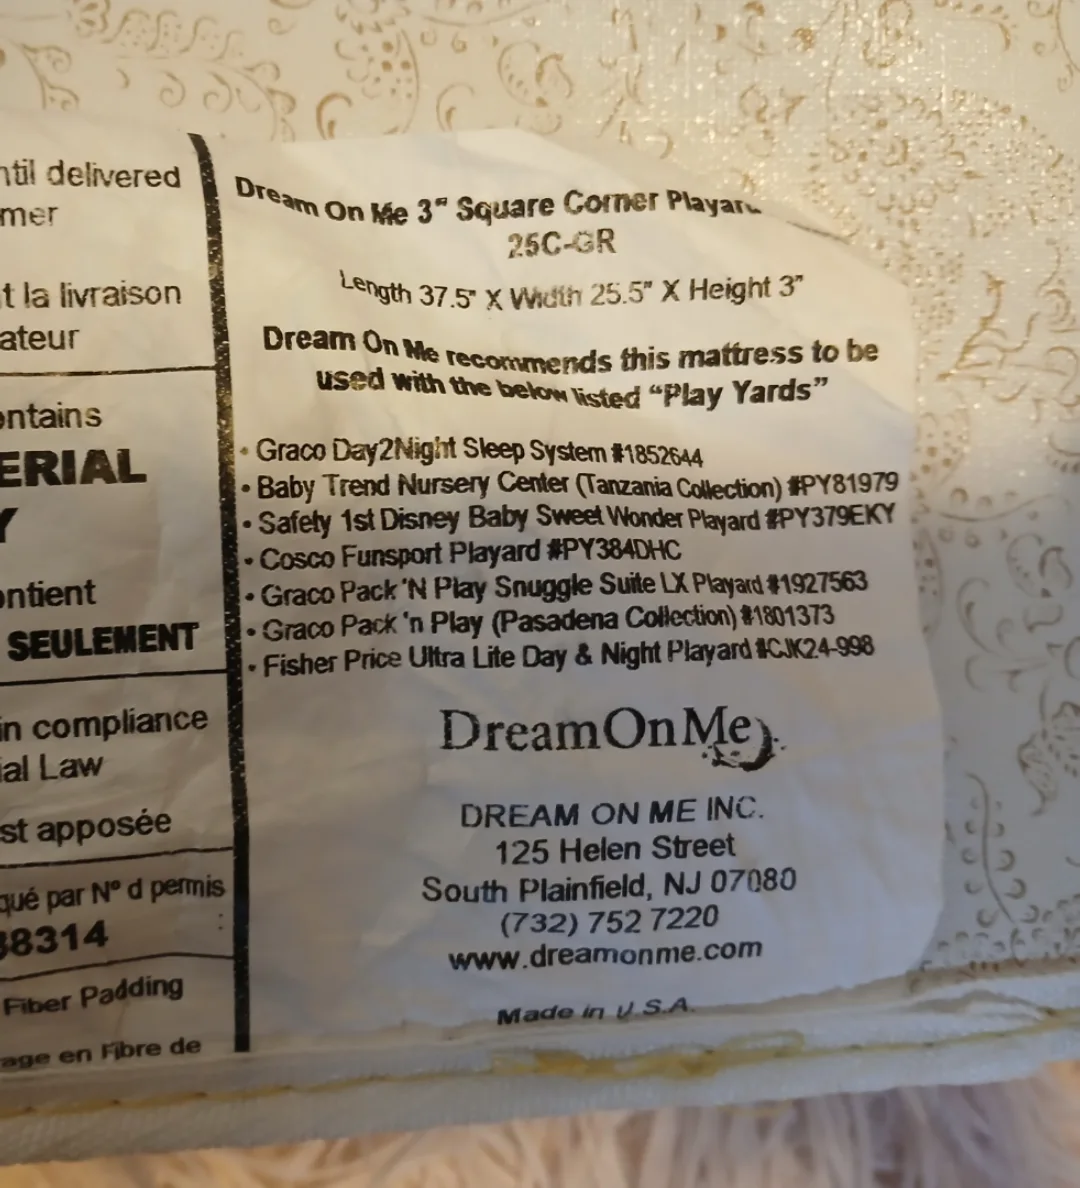 ntil delivered
mer
t la livraison
ateur
ontains
ERIAL
Y
ontient
SEULEMENT
in compliance
ial Law
st apposée
qué par N° d permis
38314
Fiber Padding
age en Fibre de
Dream On Me 3" Square Corner Playard
25C-GR
Length 37.5" X Width 25.5" X Height 3"
Dream On Me recommends this mattress to be
used with the below listed “Play Yards”
• Graco Day2Night Sleep System #1852644
• Baby Trend Nursery Center (Tanzania Collection) #PY81979
• Safety 1st Disney Baby Sweet Wonder Playard #PY379EKY
• Cosco Funsport Playard #PY384DHC
• Graco Pack 'N Play Snuggle Suite LX Playard #1927563
• Graco Pack 'n Play (Pasadena Collection) #1801373
• Fisher Price Ultra Lite Day & Night Playard #CJK24-998
DreamOnMe
DREAM ON ME INC.
125 Helen Street
South Plainfield, NJ 07080
(732) 752 7220
www.dreamonme.com
Made in U.S.A.